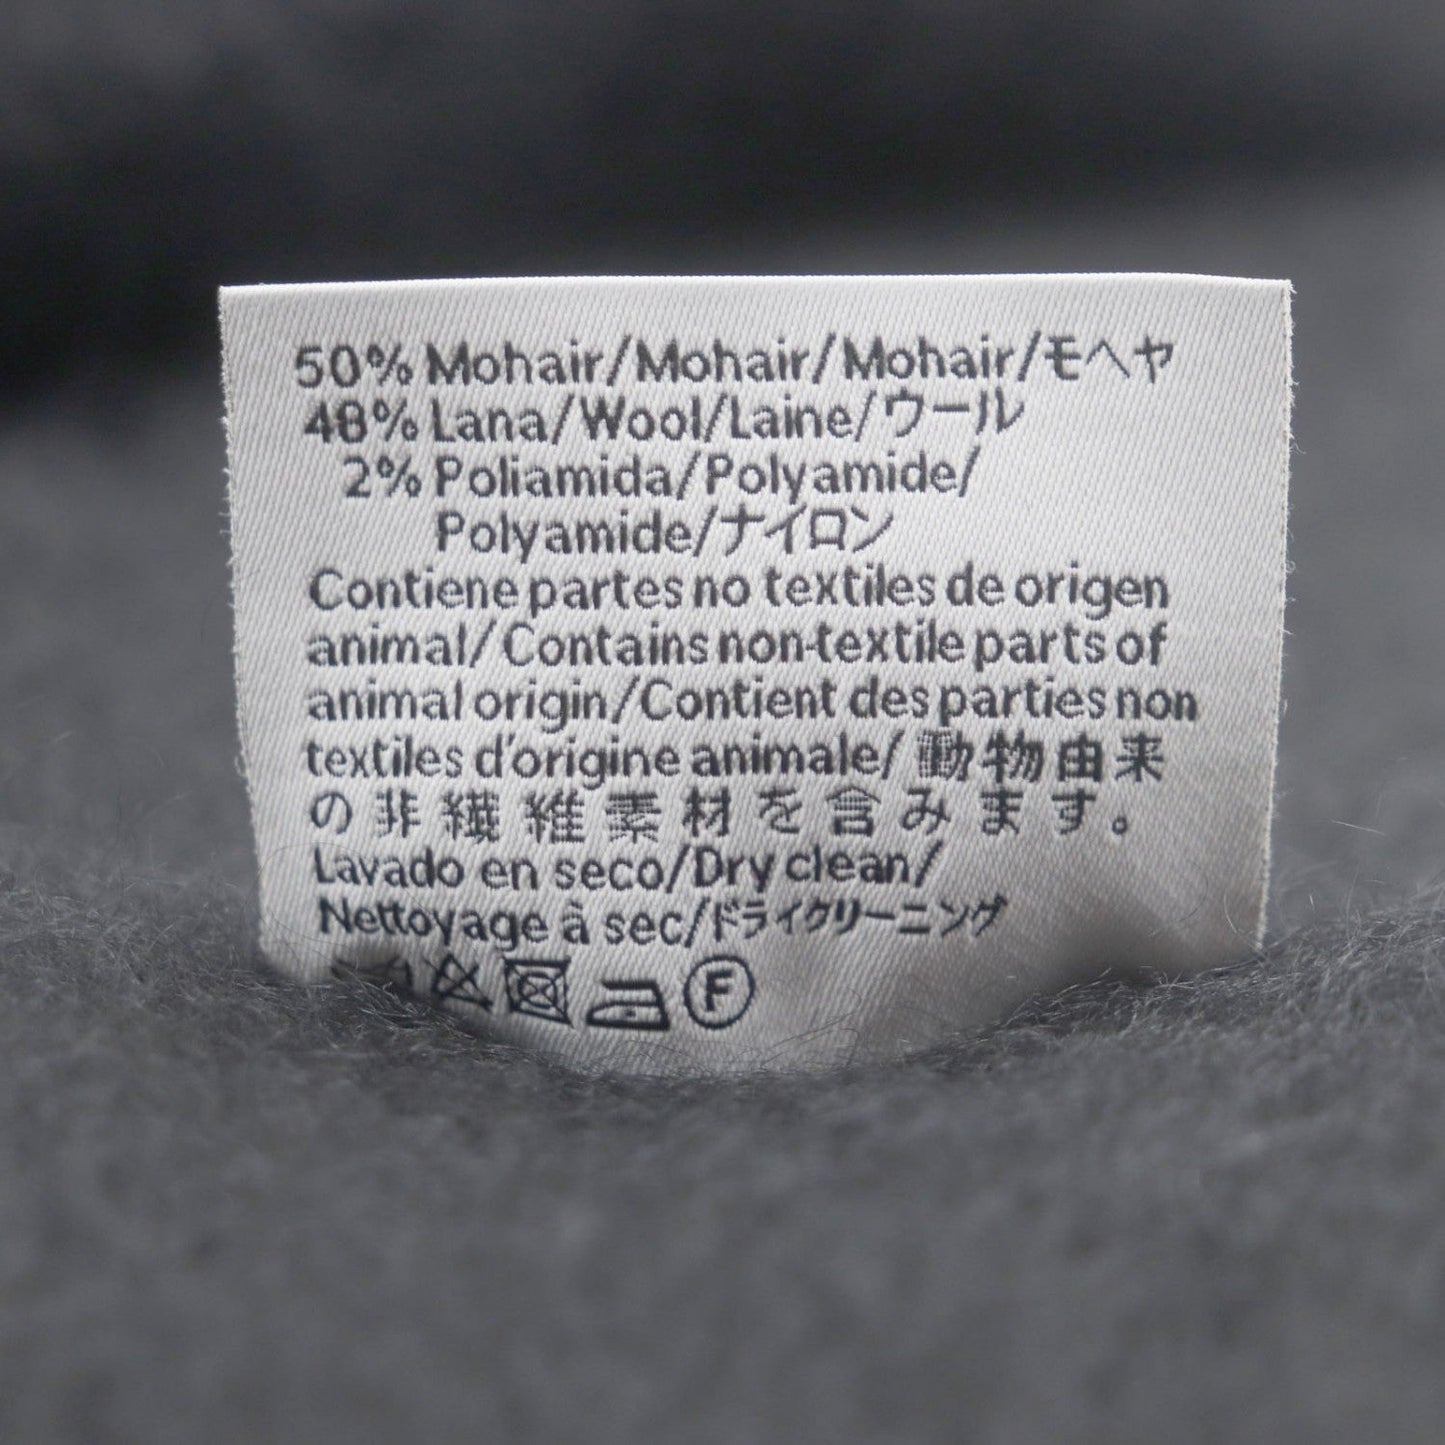 50% Mohair/Mohair/Mohair/モヘヤ
48% Lana/Wool/Laine/ウール
2% Poliamida/Polyamide/
Polyamide/ナイロン
Contiene partes no textiles de origen
animal/Contains non-textile parts of
animal origin/Contient des parties non
textiles d'origine animale/動物由来
の非繊維素材を含みます。
Lavado en seco/Dry clean/
Nettoyage à sec/ドライクリーニング
F